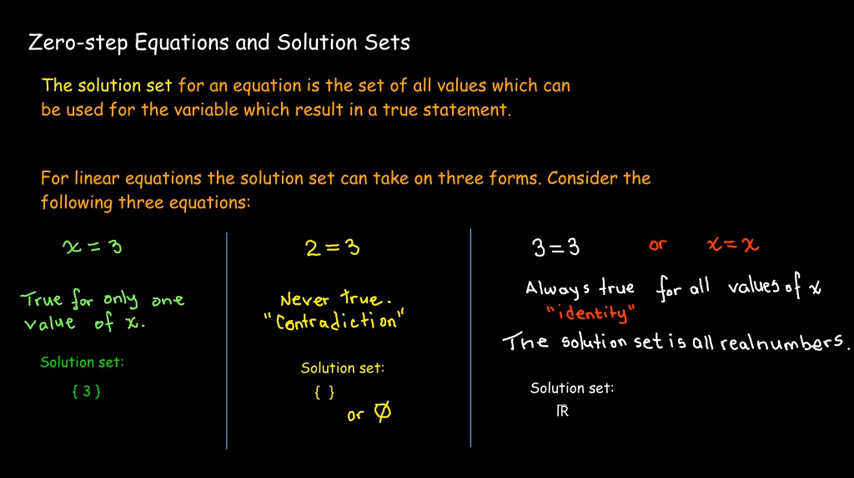 Zero-step Equations and Solution Sets
The solution set for an equation is the set of all values which can
be used for the variable which result in a true statement.
For linear equations the solution set can take on three forms. Consider the
following three equations:
x = 3
True for only one
value of x.
Solution set:
{ 3 }
2 = 3
Never true.
"Contradiction"
Solution set:
{ }
or ∅
3 = 3 or x = x
Always true for all values of x
"identity"
The solution set is all real numbers.
Solution set:
ℝ